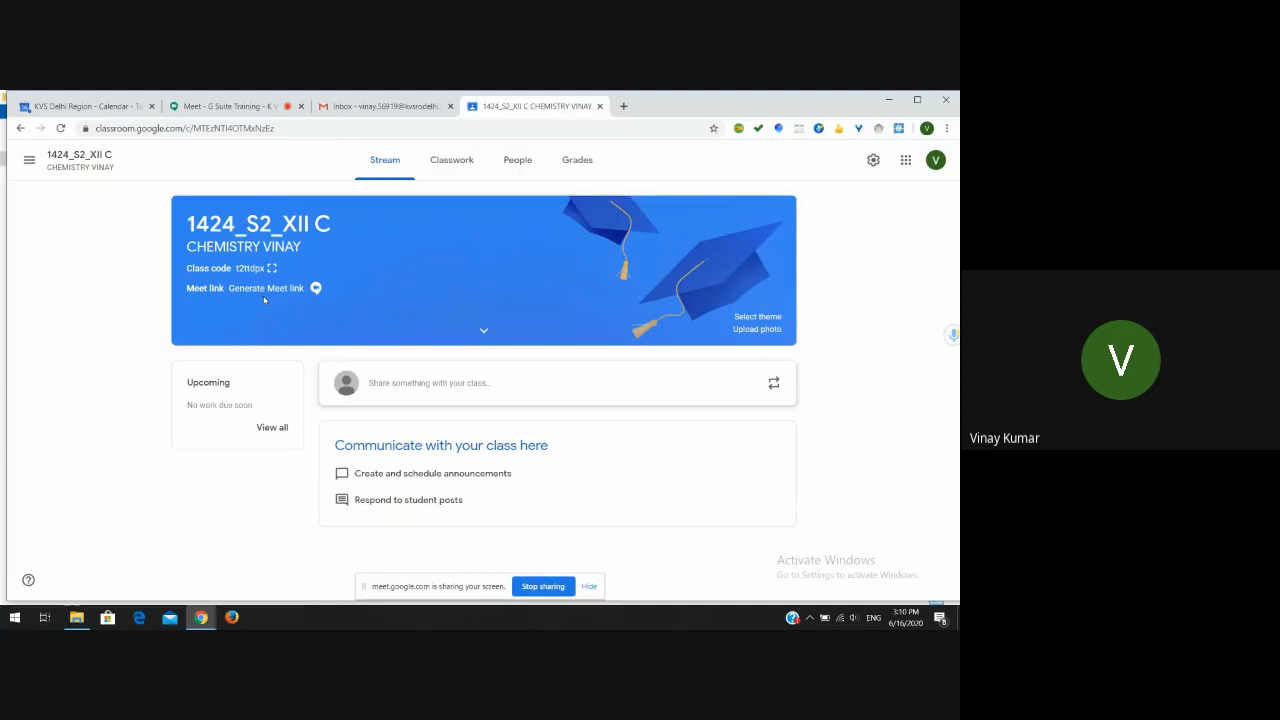 KVS Delhi Region - Calendar - T
Meet - G Suite Training - K V
Inbox - vinay.56919@kvsrodelhi.
1424_S2_XII C CHEMISTRY VINAY
classroom.google.com/c/MTEzNTI4OTMxNzEz
1424_S2_XII C
CHEMISTRY VINAY
Stream
Classwork
People
Grades
V
1424_S2_XII C
CHEMISTRY VINAY
Class code t2ttdpx
Meet link Generate Meet link
Select theme
Upload photo
Upcoming
No work due soon
View all
Share something with your class...
Communicate with your class here
Create and schedule announcements
Respond to student posts
V
Vinay Kumar
Activate Windows
Go to Settings to activate Windows.
meet.google.com is sharing your screen.
Stop sharing
Hide
ENG
3:10 PM
6/16/2020